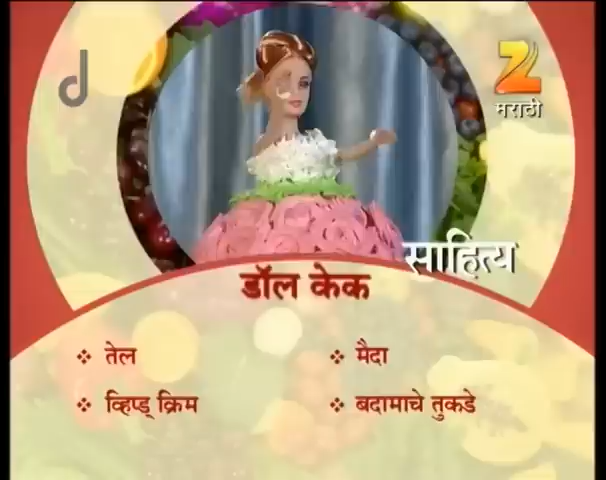 मराठी
साहित्य
डॉल केक
❖ तेल
❖ मैदा
❖ व्हिप्ड् क्रिम
❖ बदामाचे तुकडे